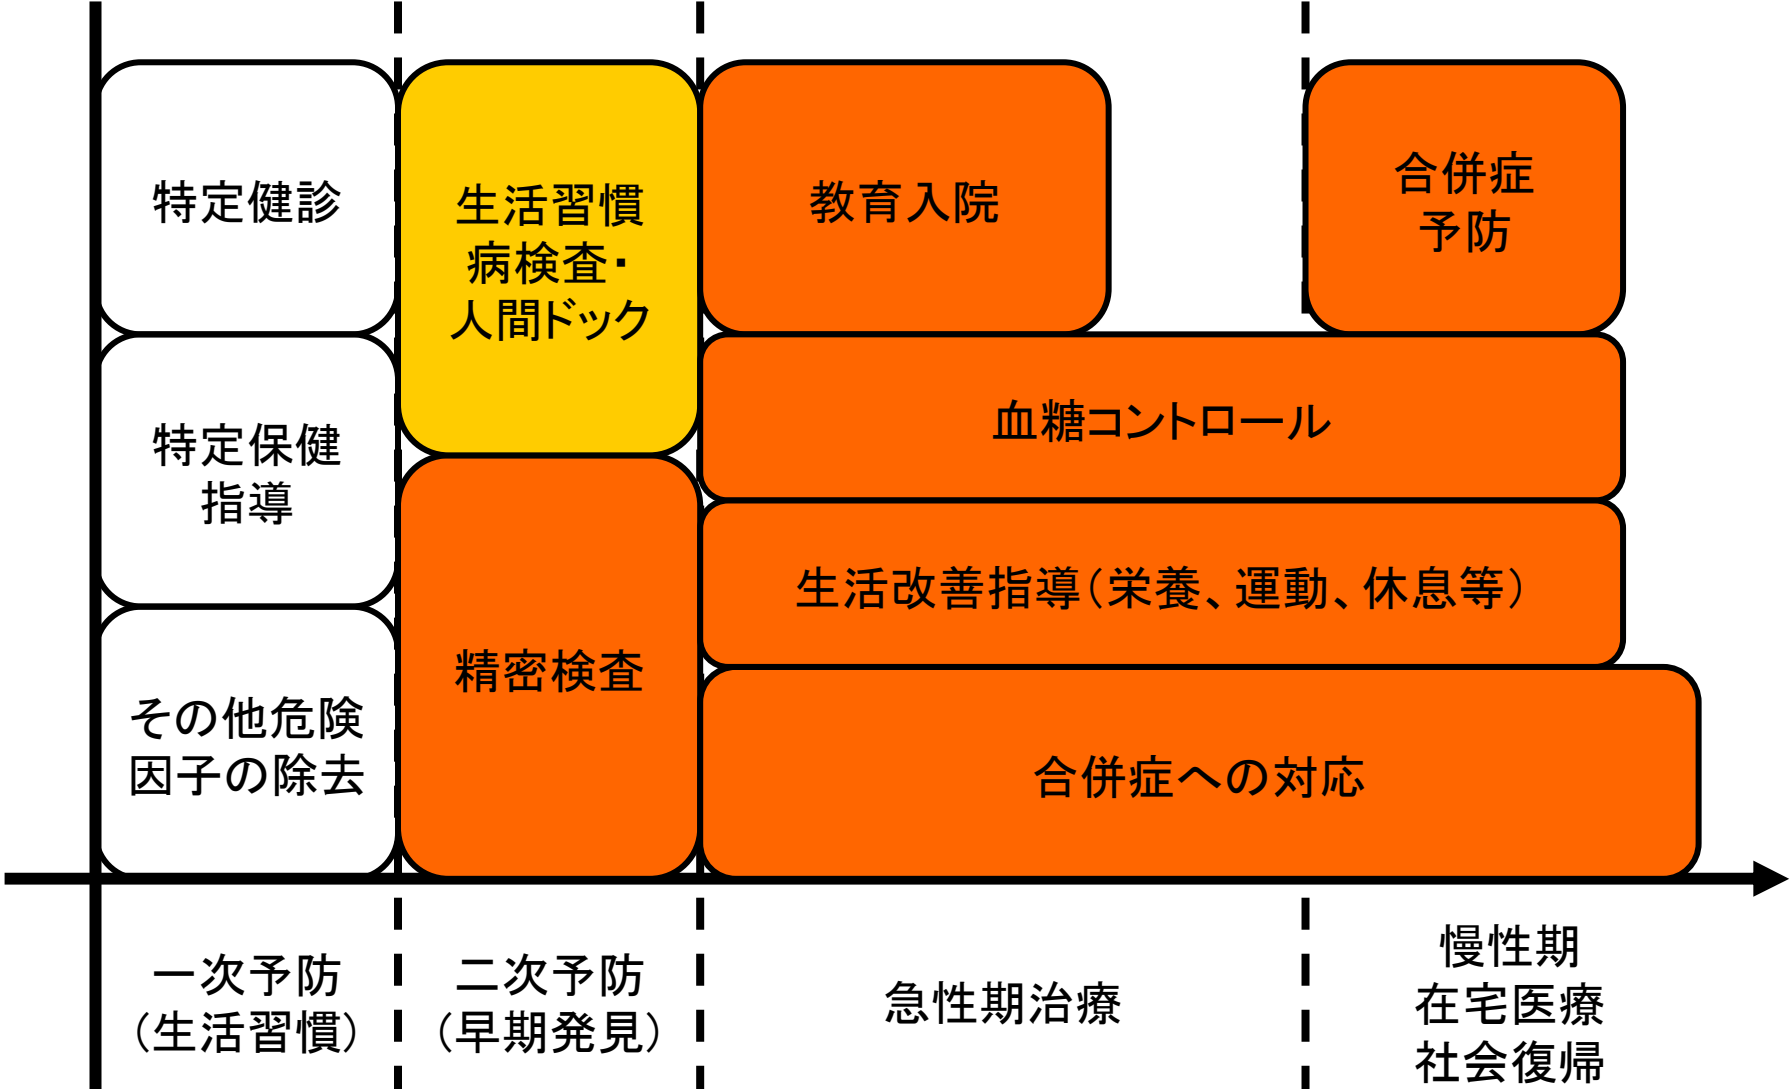 特定健診
特定保健
指導
その他危険
因子の除去
生活習慣
病検査・
人間ドック
精密検査
教育入院
合併症
予防
血糖コントロール
生活改善指導（栄養、運動、休息等）
合併症への対応
一次予防
（生活習慣）
二次予防
（早期発見）
急性期治療
慢性期
在宅医療
社会復帰